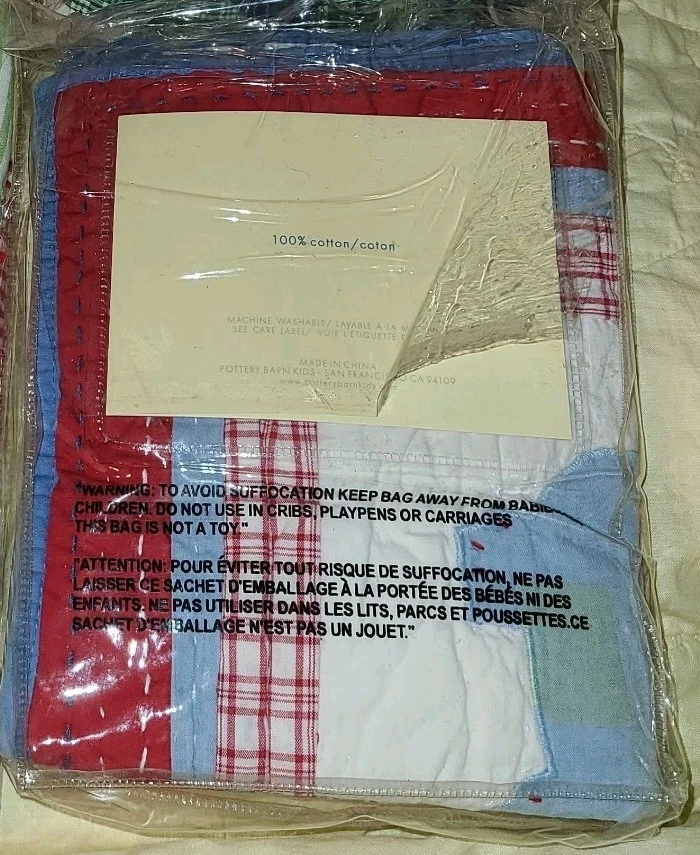 100% cotton/coton
MACHINE WASHABLE/ LAVABLE À LA
SEE CARE LABEL/ VOIR L'ÉTIQUETTE
MADE IN CHINA
POTTERY BARN KIDS - SAN FRANCISCO CA 94109
www.potterybarnkids
"WARNING: TO AVOID SUFFOCATION KEEP BAG AWAY FROM
CHILDREN. DO NOT USE IN CRIBS, PLAYPENS OR CARRIAGES
THIS BAG IS NOT A TOY."
"ATTENTION: POUR ÉVITER TOUT RISQUE DE SUFFOCATION, NE PAS
LAISSER CE SACHET D'EMBALLAGE À LA PORTÉE DES BÉBÉS NI DES
ENFANTS. NE PAS UTILISER DANS LES LITS, PARCS ET POUSSETTES.CE
SACHET D'EMBALLAGE N'EST PAS UN JOUET."